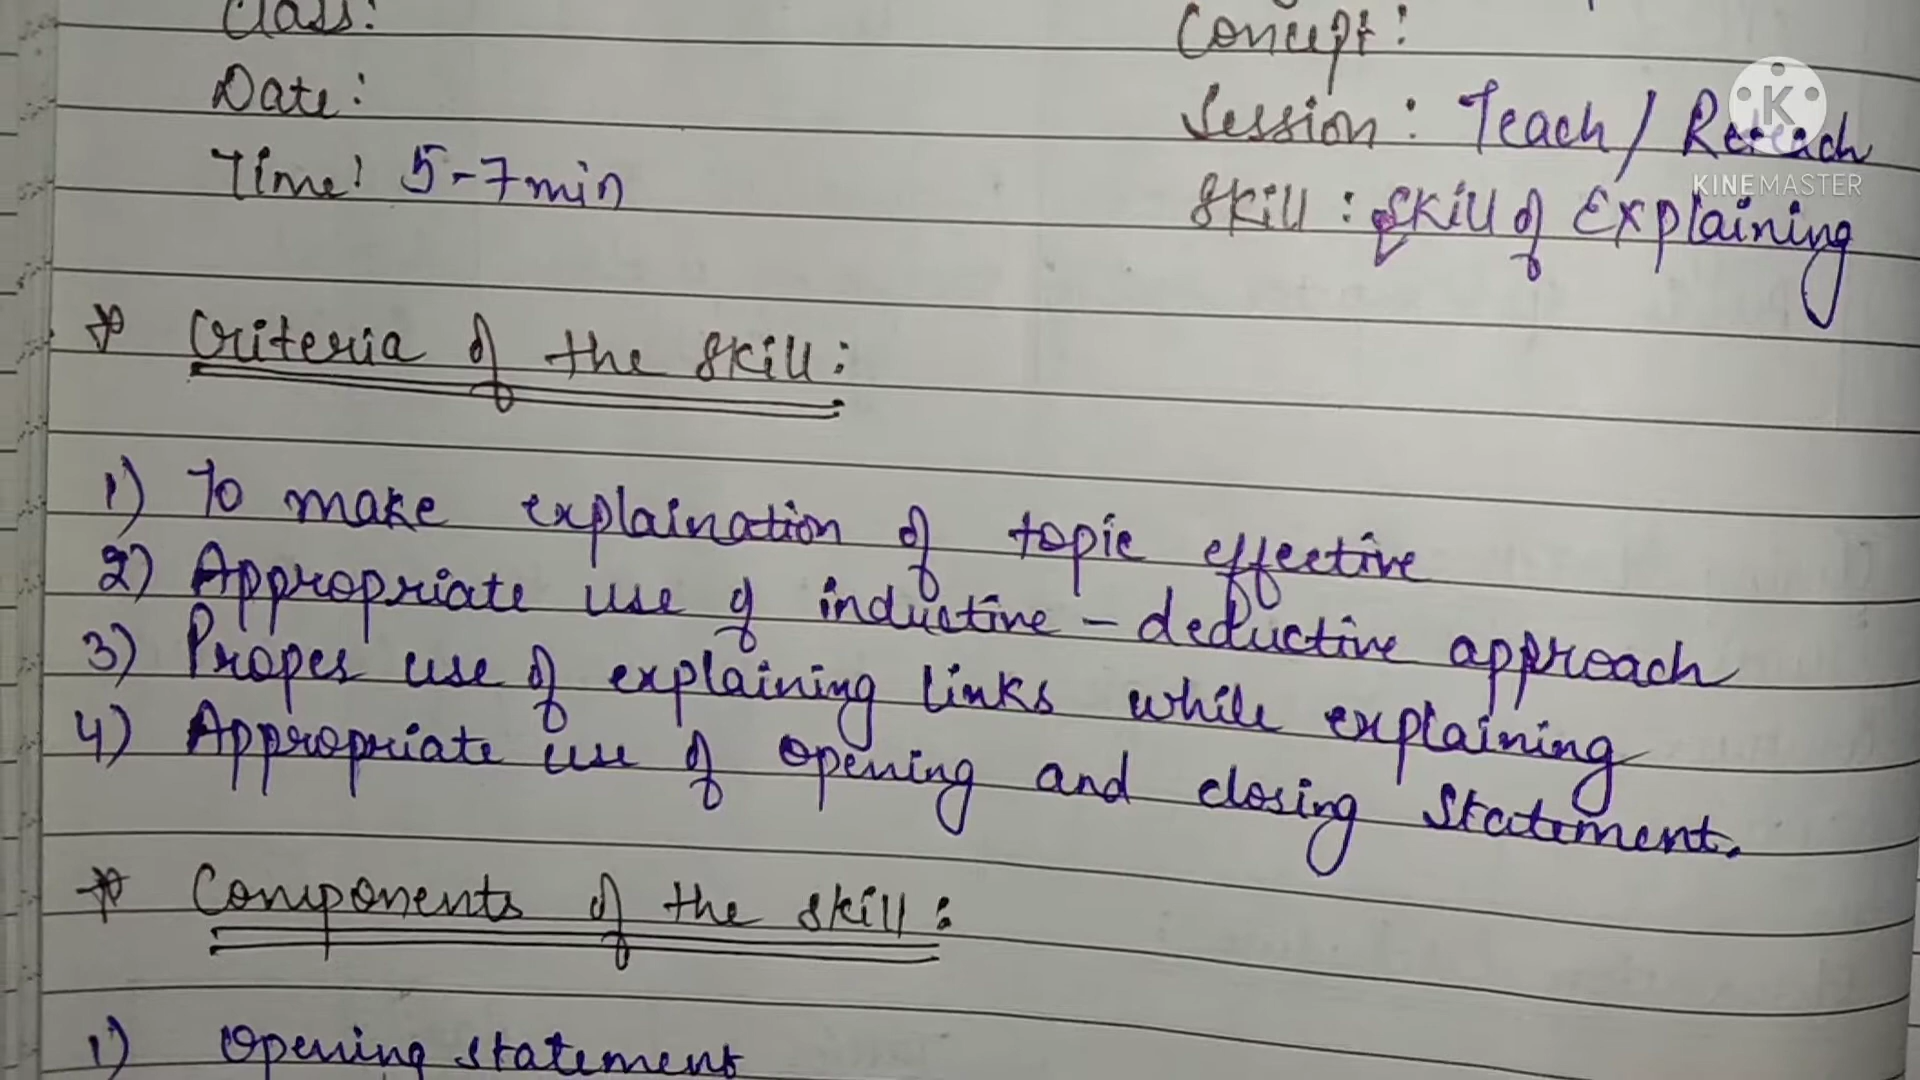 Class:
Concept:
Date:
Session: Teach / Reteach
Time: 5-7min
Skill: Skill of Explaining
KINEMASTER
Criteria of the skill:
1) To make explaination of topic effective
2) Appropriate use of inductive - deductive approach
3) Proper use of explaining links while explaining
4) Appropriate use of opening and closing statement.
Components of the skill:
1) Opening statement